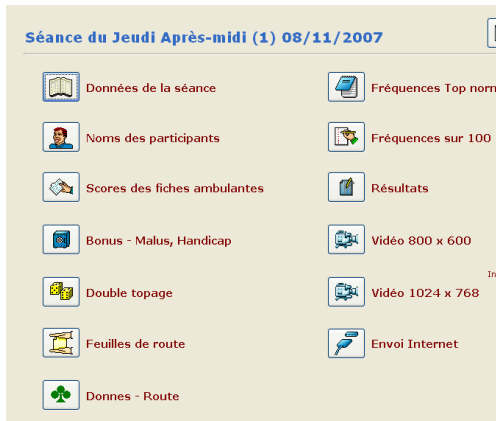 Séance du Jeudi Après-midi (1) 08/11/2007
Données de la séance
Fréquences Top norm
Noms des participants
Fréquences sur 100
Scores des fiches ambulantes
Résultats
Bonus - Malus, Handicap
Vidéo 800 x 600
In
Double topage
Vidéo 1024 x 768
Feuilles de route
Envoi Internet
Donnes - Route